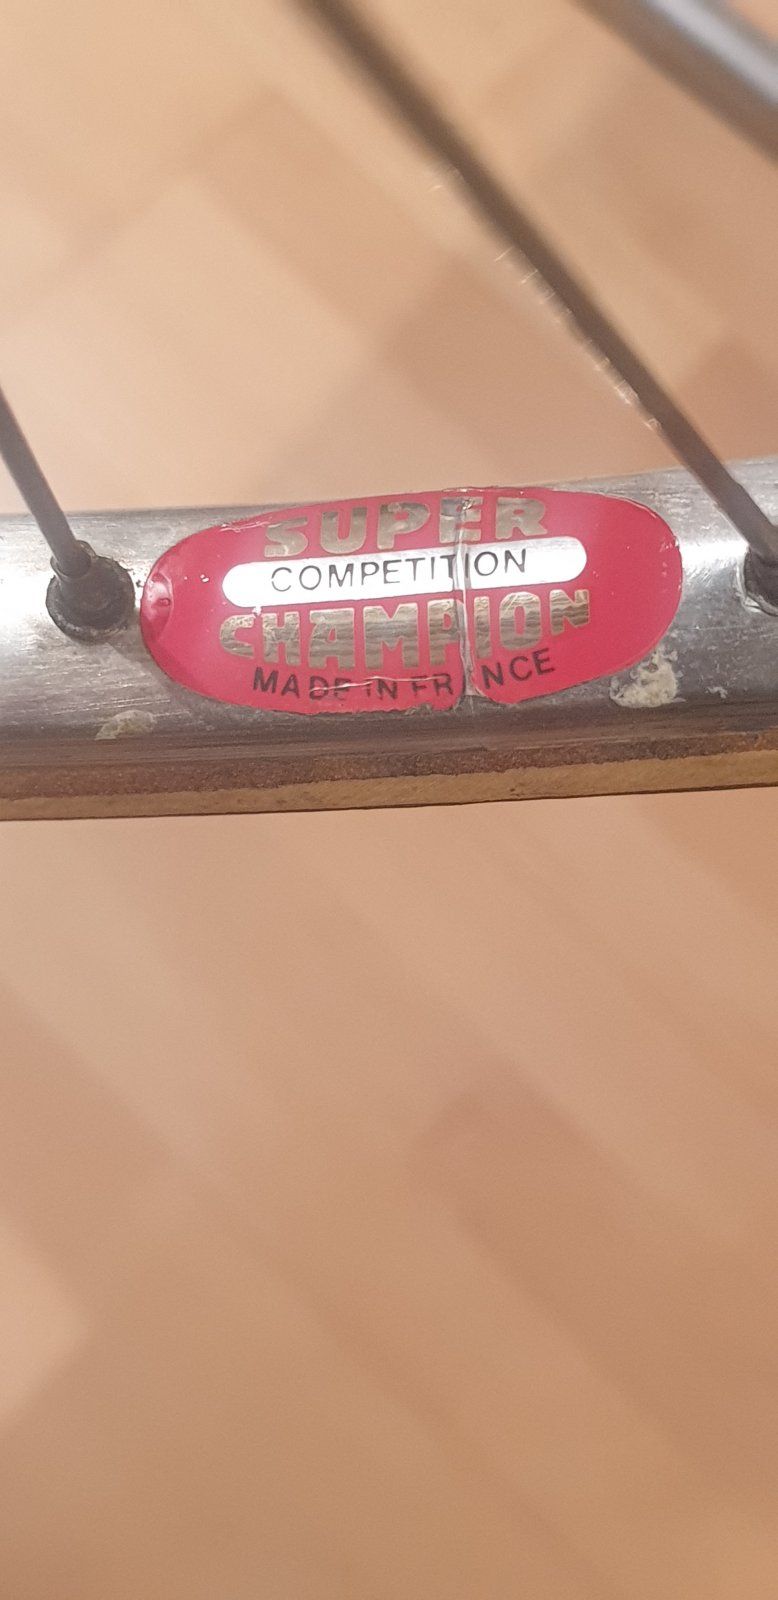 SUPER
COMPETITION
CHAMPION
MADE IN FRANCE